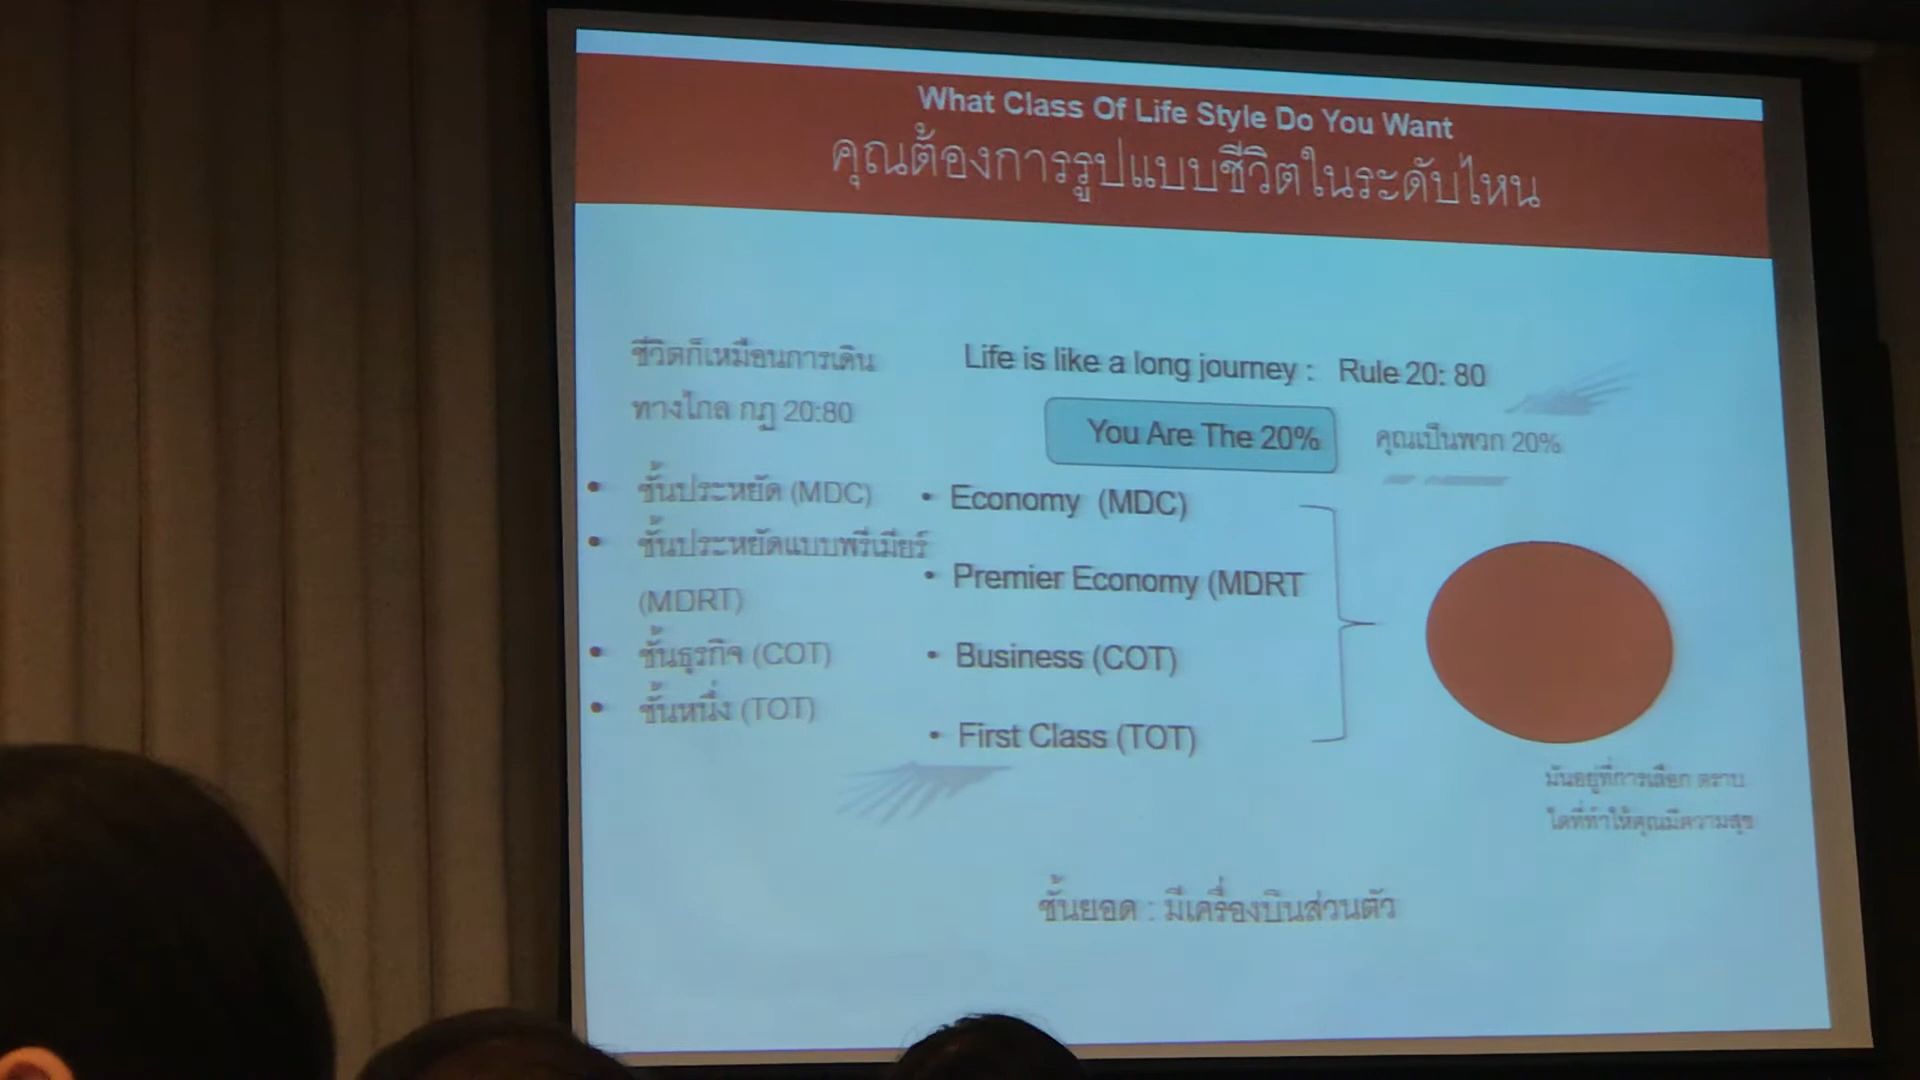 What Class Of Life Style Do You Want
คุณต้องการรูปแบบชีวิตในระดับไหน
ชีวิตก็เหมือนการเดิน
ทางไกล กฎ 20:80
Life is like a long journey : Rule 20: 80
You Are The 20%
คุณเป็นพวก 20%
• ชั้นประหยัด (MDC)
• ชั้นประหยัดแบบพรีเมียร์
(MDRT)
• ชั้นธุรกิจ (COT)
• ชั้นหนึ่ง (TOT)
• Economy (MDC)
• Premier Economy (MDRT
• Business (COT)
• First Class (TOT)
มันอยู่ที่การเลือก ตราบ
ใดที่ทำให้คุณมีความสุข
ชั้นยอด : มีเครื่องบินส่วนตัว